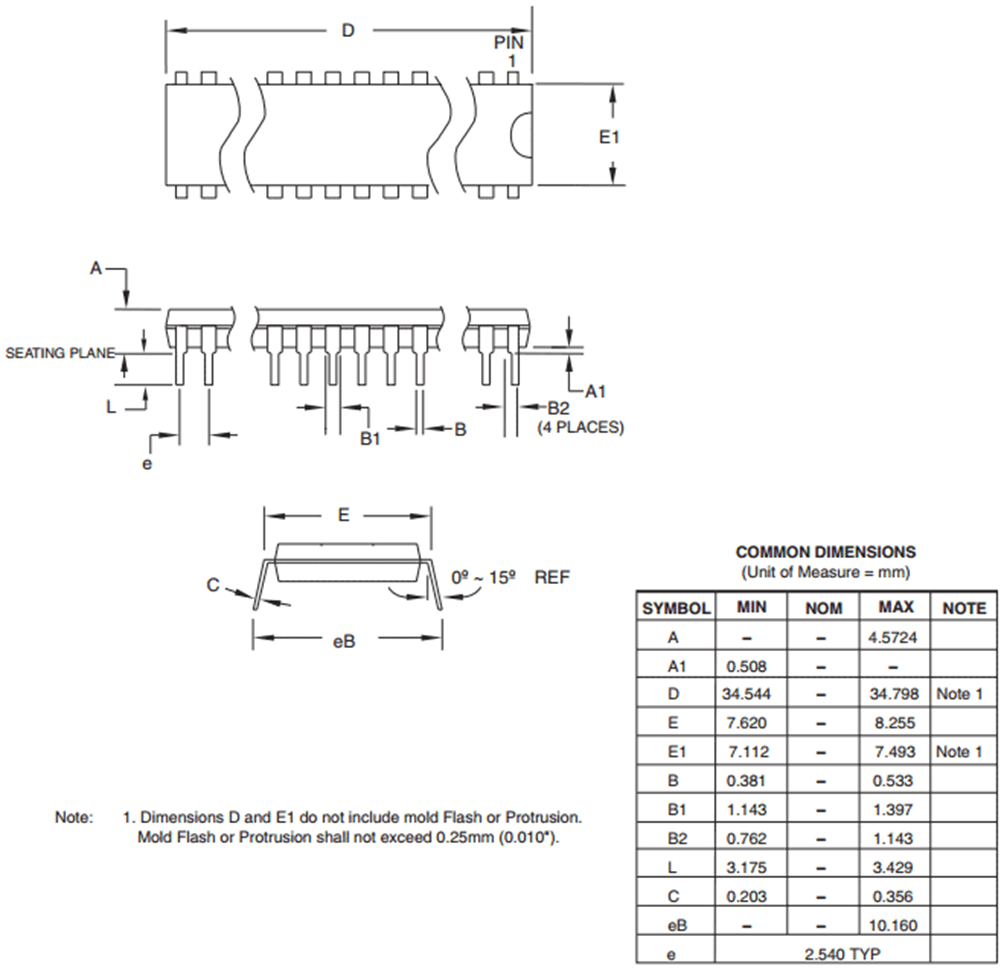 D
PIN
1
E1
A
SEATING PLANE
L
A1
B2
(4 PLACES)
B1
B
e
E
C
0º ~ 15º REF
eB
COMMON DIMENSIONS
(Unit of Measure = mm)
SYMBOL MIN NOM MAX NOTE
A – – 4.5724
A1 0.508 – –
D 34.544 – 34.798 Note 1
E 7.620 – 8.255
E1 7.112 – 7.493 Note 1
B 0.381 – 0.533
B1 1.143 – 1.397
B2 0.762 – 1.143
L 3.175 – 3.429
C 0.203 – 0.356
eB – – 10.160
e 2.540 TYP
Note: 1. Dimensions D and E1 do not include mold Flash or Protrusion.
Mold Flash or Protrusion shall not exceed 0.25mm (0.010").